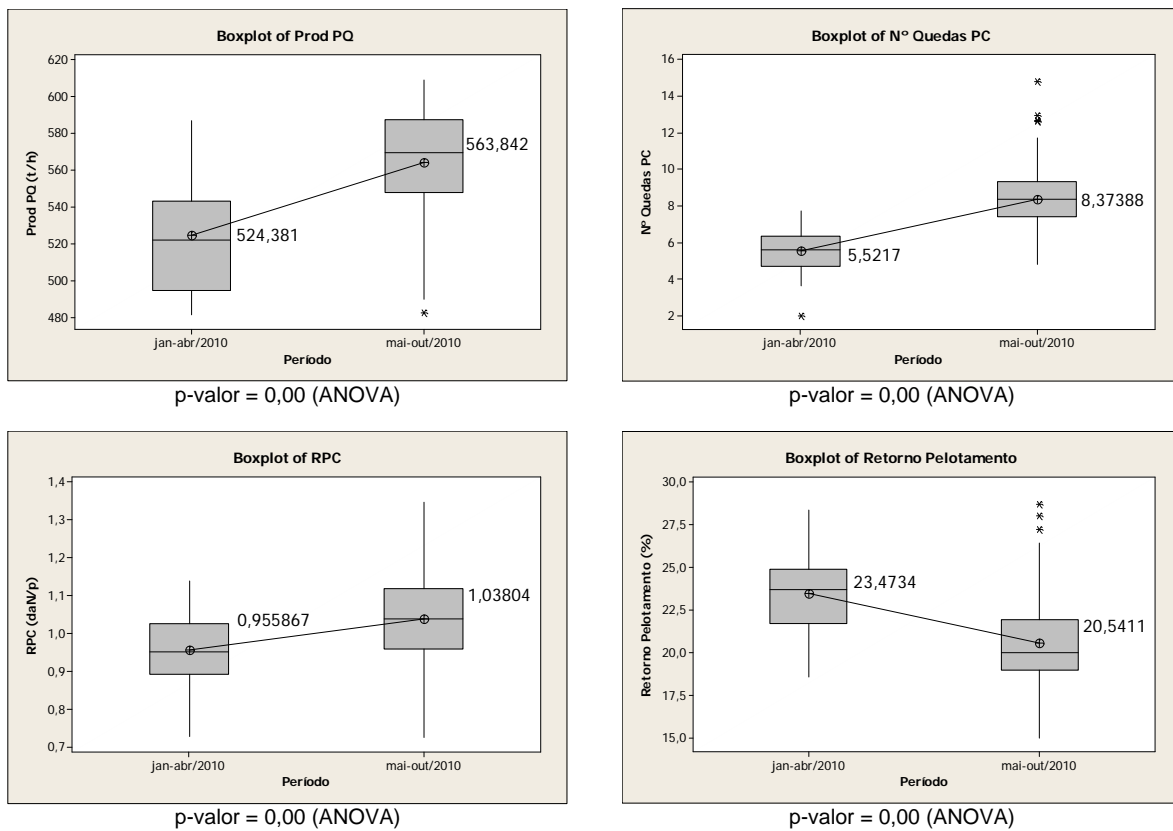 Boxplot of Prod PQ
620
600
580
560
540
520
500
480
Prod PQ (t/h)
563,842
524,381
jan-abr/2010
mai-out/2010
Período
p-valor = 0,00 (ANOVA)
Boxplot of Nº Quedas PC
16
14
12
10
8
6
4
2
Nº Quedas PC
8,37388
5,5217
jan-abr/2010
mai-out/2010
Período
p-valor = 0,00 (ANOVA)
Boxplot of RPC
1,4
1,3
1,2
1,1
1,0
0,9
0,8
0,7
RPC (daN/p)
0,955867
1,03804
jan-abr/2010
mai-out/2010
Período
p-valor = 0,00 (ANOVA)
Boxplot of Retorno Pelotamento
30,0
27,5
25,0
22,5
20,0
17,5
15,0
Retorno Pelotamento (%)
23,4734
20,5411
jan-abr/2010
mai-out/2010
Período
p-valor = 0,00 (ANOVA)